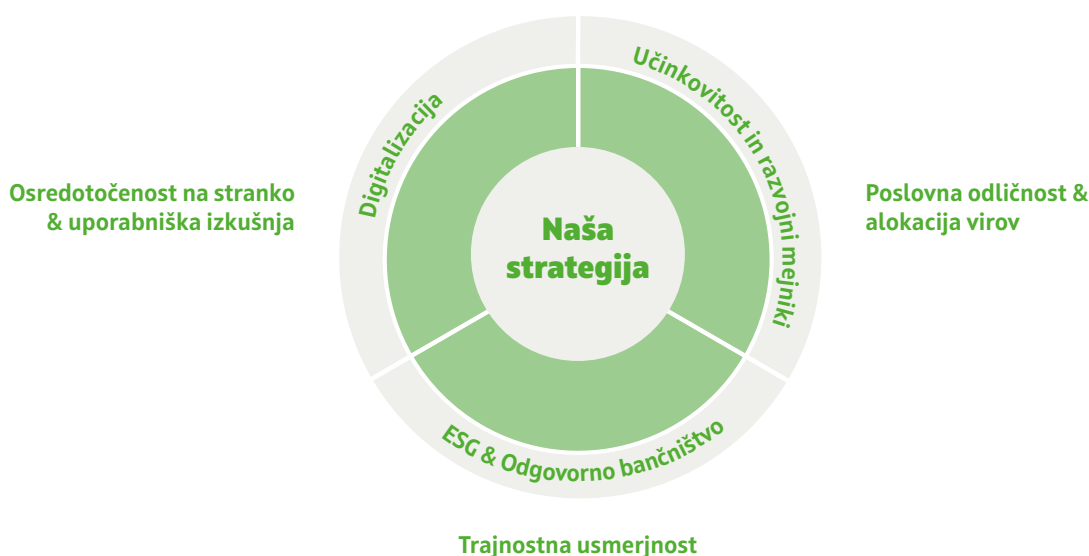 Digitalizacija
Učinkovitost in razvojni mejniki
Osredotočenost na stranko
& uporabniška izkušnja
Naša
strategija
Poslovna odličnost &
alokacija virov
ESG & Odgovorno bančništvo
Trajnostna usmerjnost